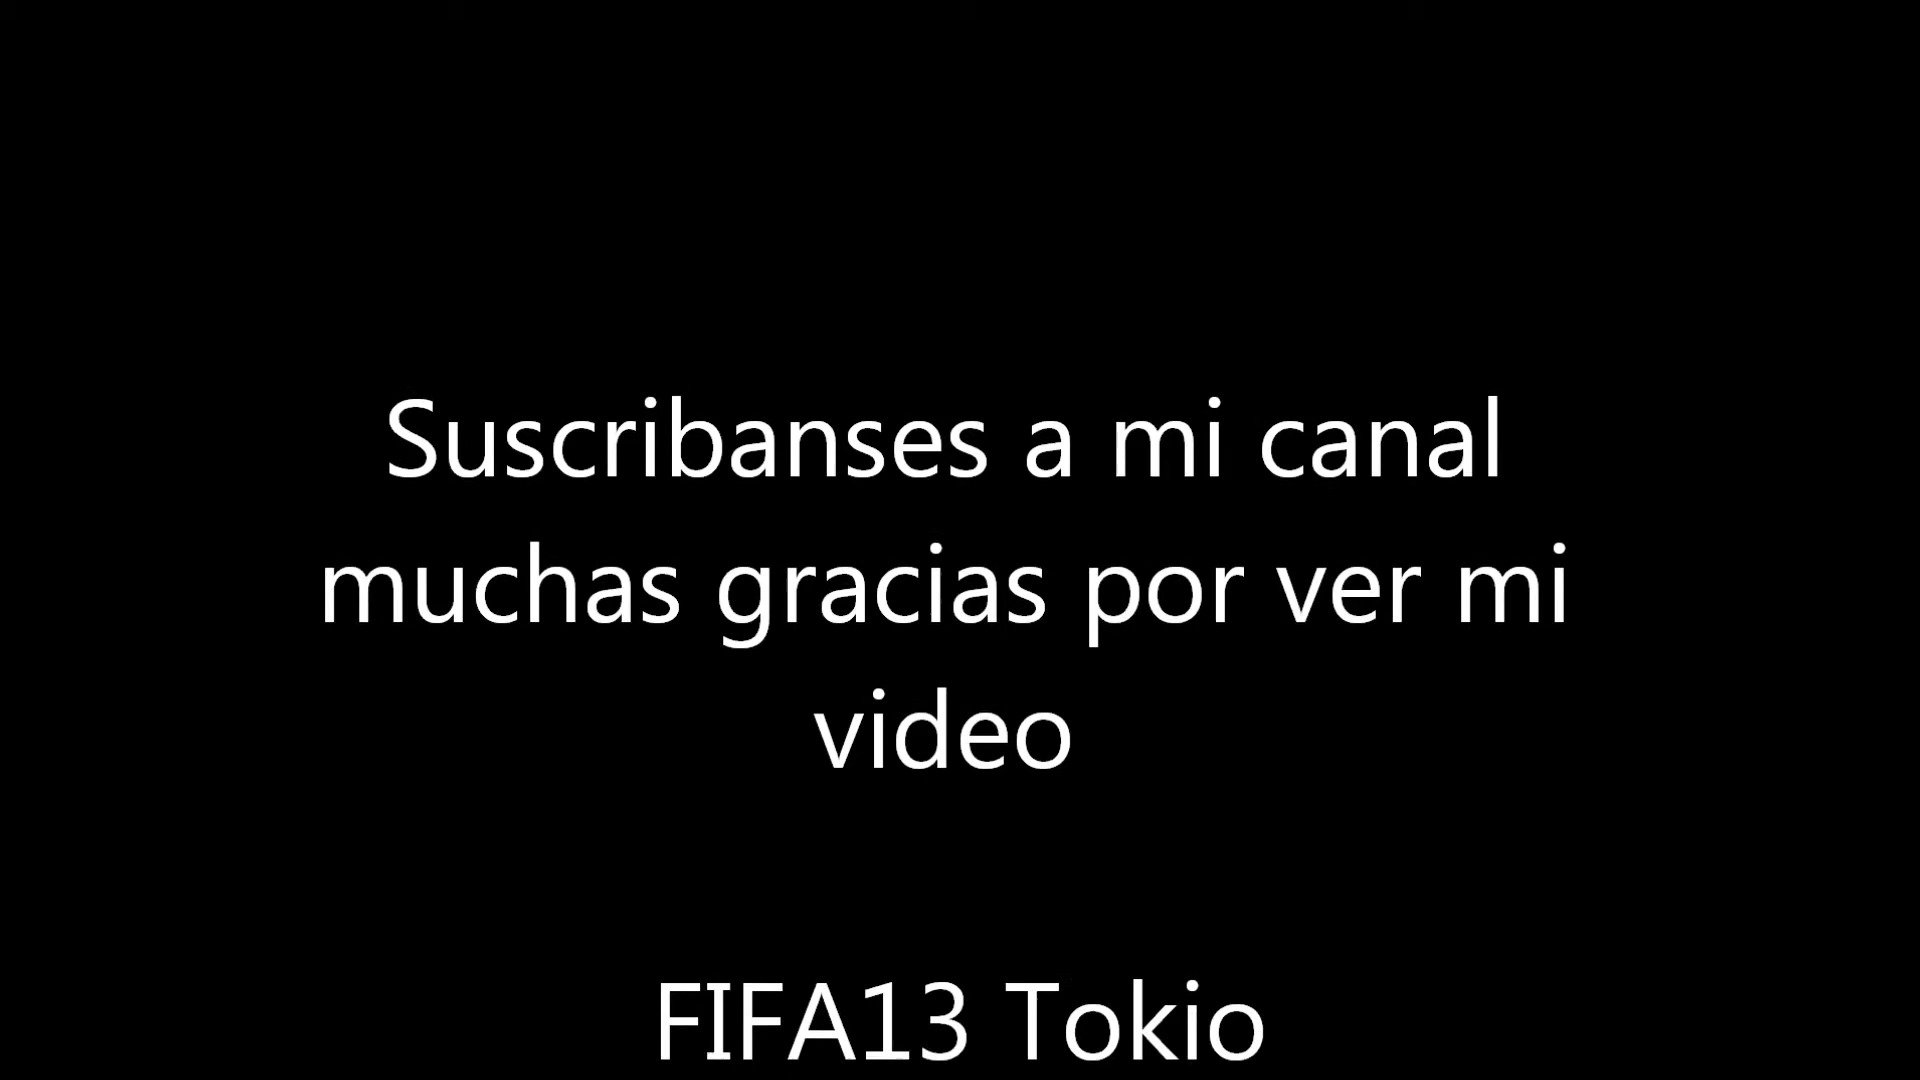 Suscribanses a mi canal
muchas gracias por ver mi
video
FIFA13 Tokio